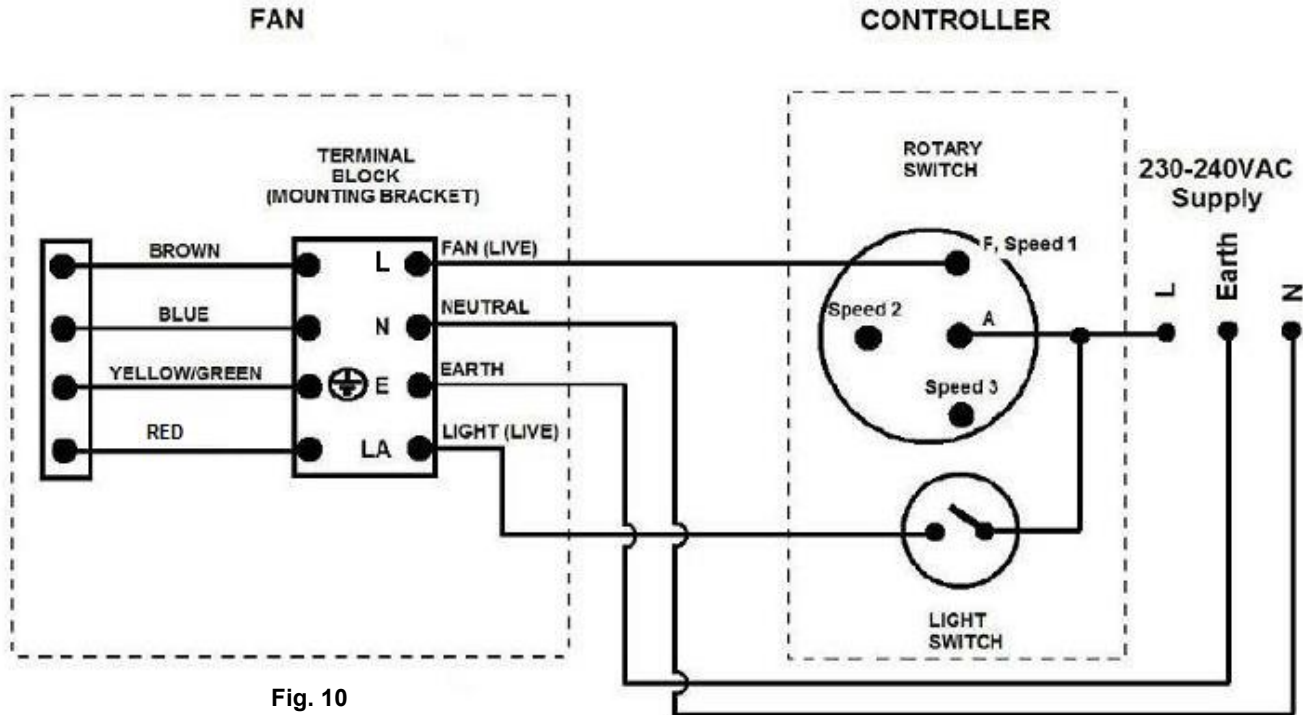 FAN
CONTROLLER
TERMINAL
BLOCK
(MOUNTING BRACKET)
BROWN
BLUE
YELLOW/GREEN
RED
L
N
E
LA
FAN (LIVE)
NEUTRAL
EARTH
LIGHT (LIVE)
ROTARY
SWITCH
F, Speed 1
Speed 2
A
Speed 3
LIGHT
SWITCH
230-240VAC
Supply
L
Earth
N
Fig. 10